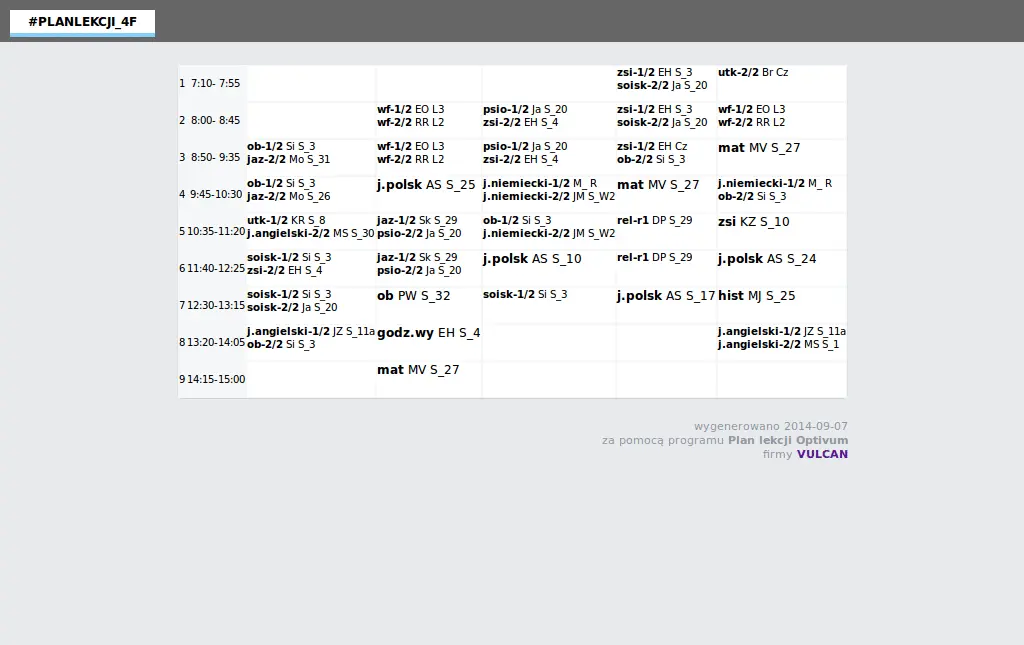 #PLANLEKCJI_4F
1 7:10- 7:55 zsi-1/2 EH S_3 utk-2/2 Br Cz
soisk-2/2 Ja S_20
2 8:00- 8:45 wf-1/2 EO L3 psio-1/2 Ja S_20 zsi-1/2 EH S_3 wf-1/2 EO L3
wf-2/2 RR L2 zsi-2/2 EH S_4 soisk-2/2 Ja S_20 wf-2/2 RR L2
3 8:50- 9:35 ob-1/2 Si S_3 wf-1/2 EO L3 psio-1/2 Ja S_20 zsi-1/2 EH Cz mat MV S_27
jaz-2/2 Mo S_31 wf-2/2 RR L2 zsi-2/2 EH S_4 ob-2/2 Si S_3
4 9:45-10:30 ob-1/2 Si S_3 j.polsk AS S_25 j.niemiecki-1/2 M_ R mat MV S_27 j.niemiecki-1/2 M_ R
jaz-2/2 Mo S_26 j.niemiecki-2/2 JM S_W2 ob-2/2 Si S_3
5 10:35-11:20 utk-1/2 KR S_8 jaz-1/2 Sk S_29 ob-1/2 Si S_3 rel-r1 DP S_29 zsi KZ S_10
j.angielski-2/2 MS S_30 psio-2/2 Ja S_20 j.niemiecki-2/2 JM S_W2
6 11:40-12:25 soisk-1/2 Si S_3 jaz-1/2 Sk S_29 j.polsk AS S_10 rel-r1 DP S_29 j.polsk AS S_24
zsi-2/2 EH S_4 psio-2/2 Ja S_20
7 12:30-13:15 soisk-1/2 Si S_3 ob PW S_32 soisk-1/2 Si S_3 j.polsk AS S_17 hist MJ S_25
soisk-2/2 Ja S_20
8 13:20-14:05 j.angielski-1/2 JZ S_11a godz.wy EH S_4 j.angielski-1/2 JZ S_11a
ob-2/2 Si S_3 j.angielski-2/2 MS S_1
9 14:15-15:00 mat MV S_27
wygenerowano 2014-09-07
za pomocą programu Plan lekcji Optivum
firmy VULCAN